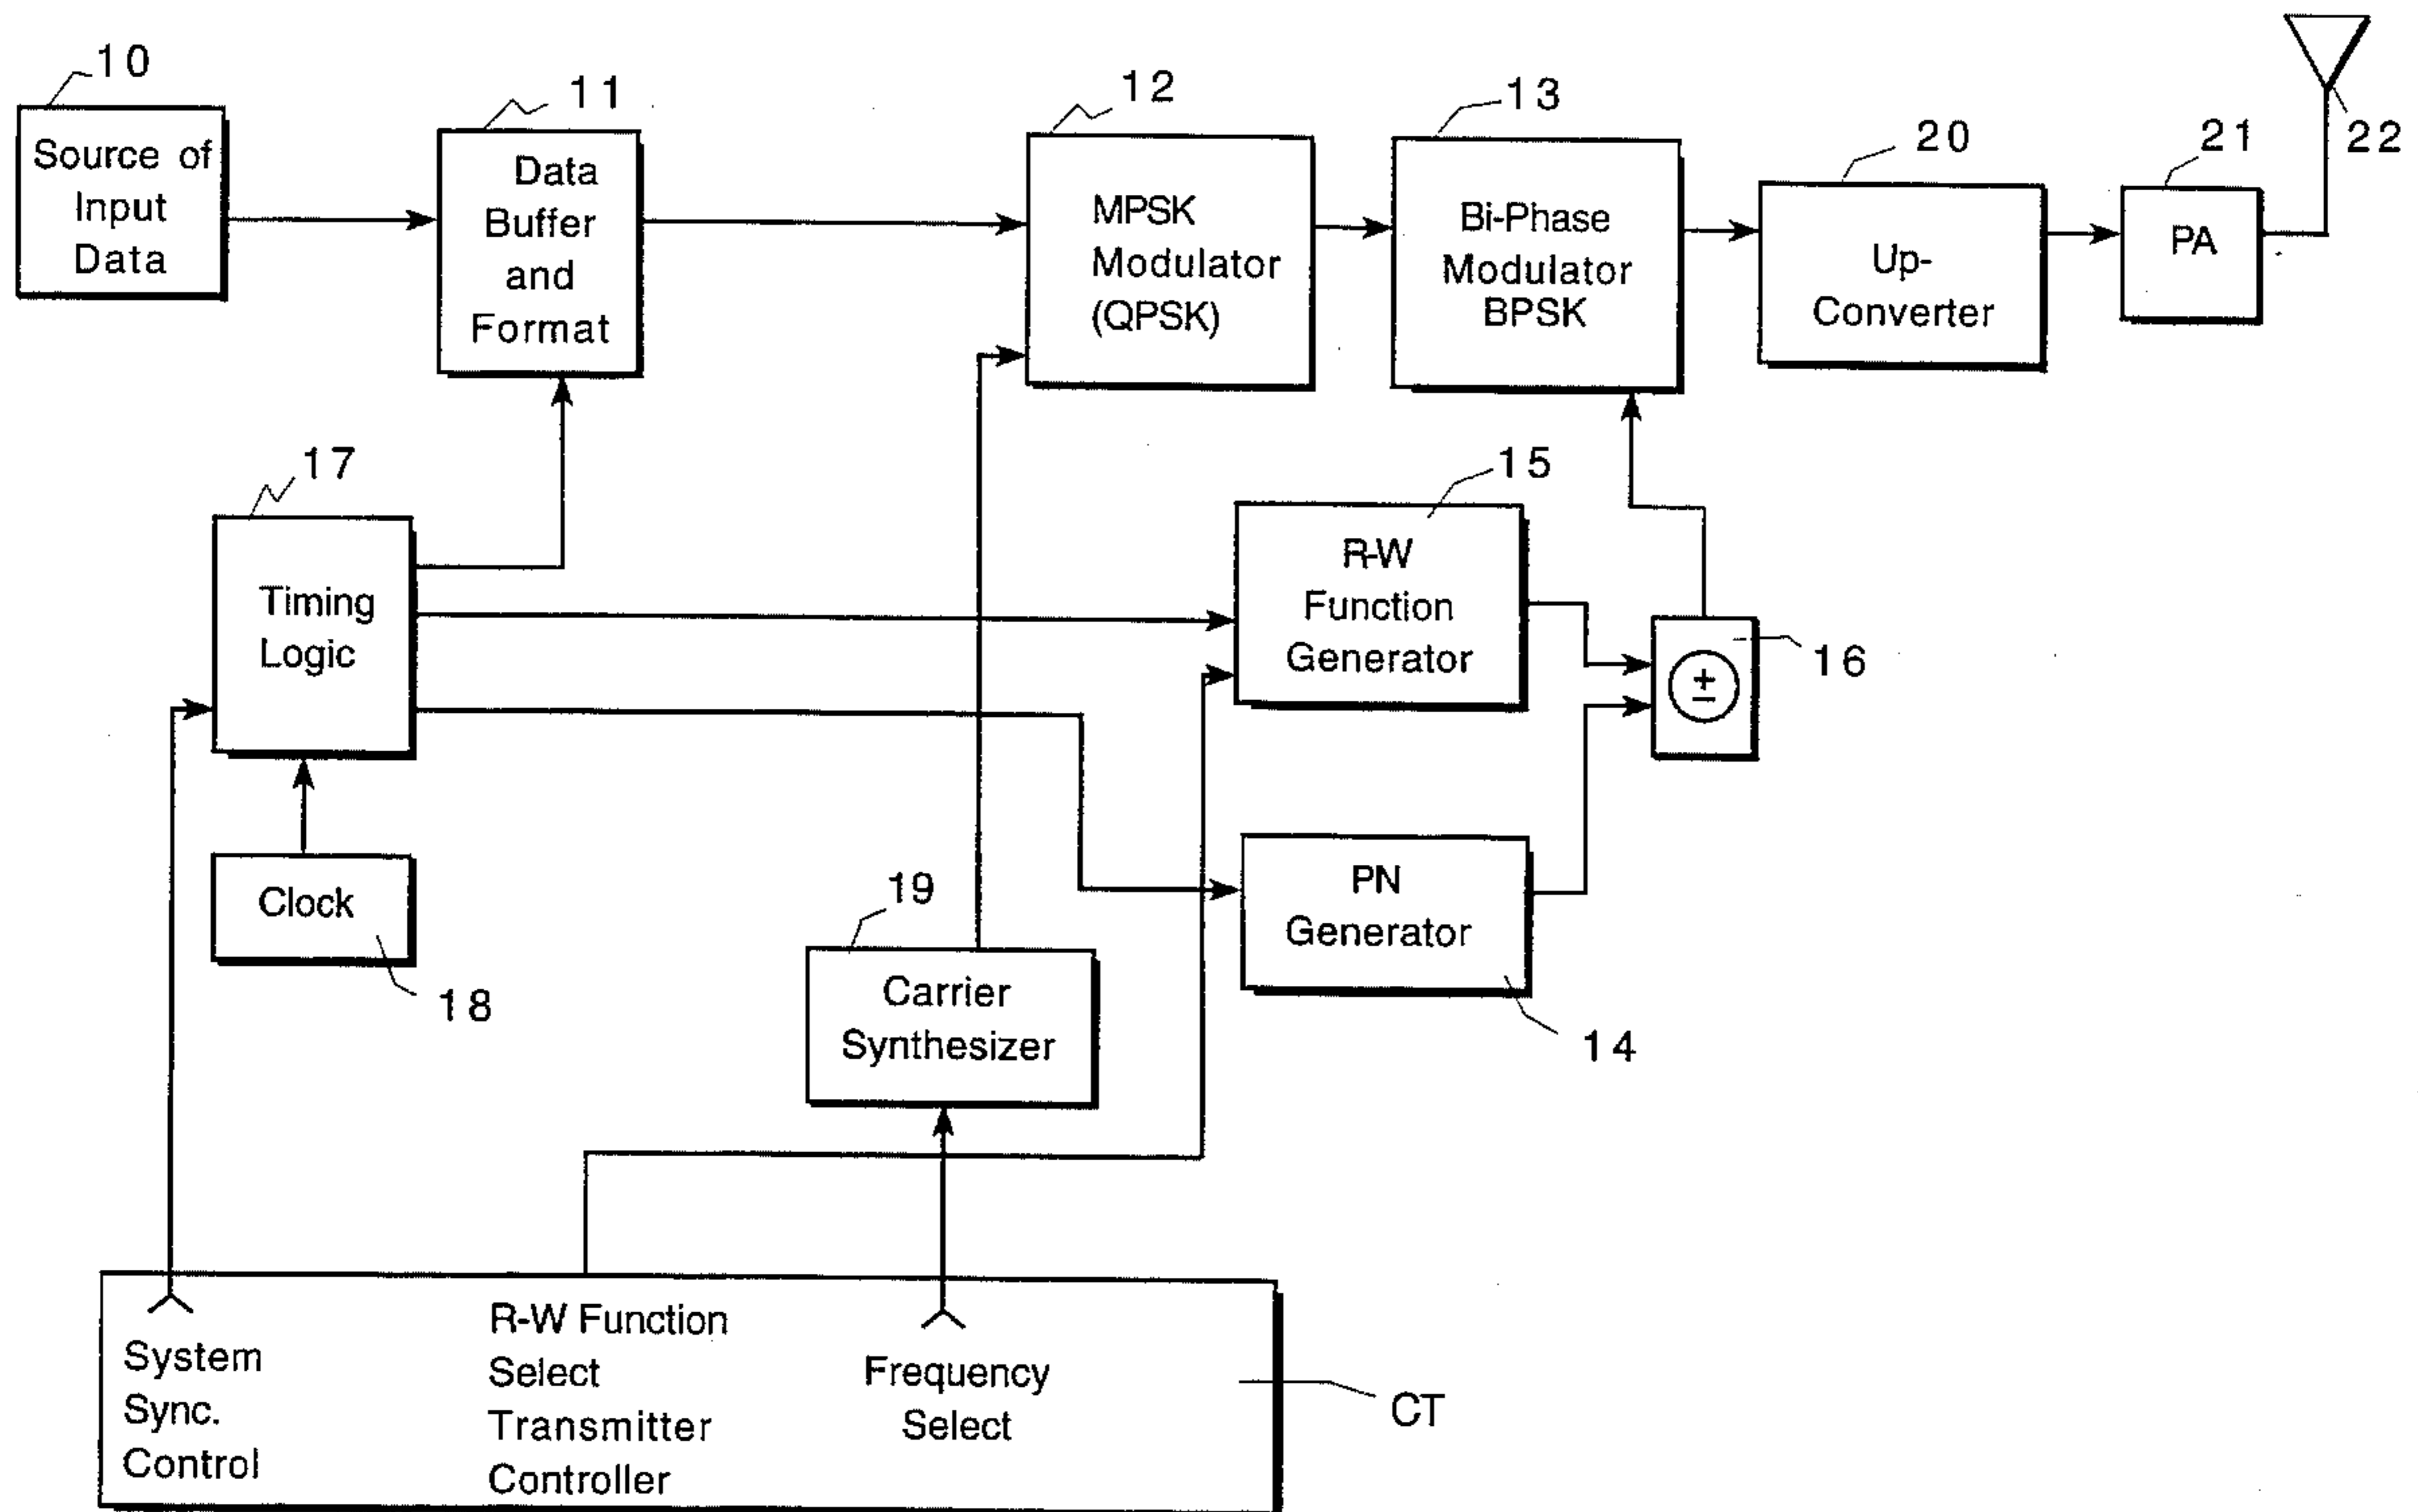 10
Source of
Input
Data
11
Data
Buffer
and
Format
12
MPSK
Modulator
(QPSK)
13
Bi-Phase
Modulator
BPSK
20
Up-
Converter
21
PA
22
17
Timing
Logic
15
R-W
Function
Generator
16
±
Clock
18
19
Carrier
Synthesizer
PN
Generator
14
System
Sync.
Control
R-W Function
Select
Transmitter
Controller
Frequency
Select
CT